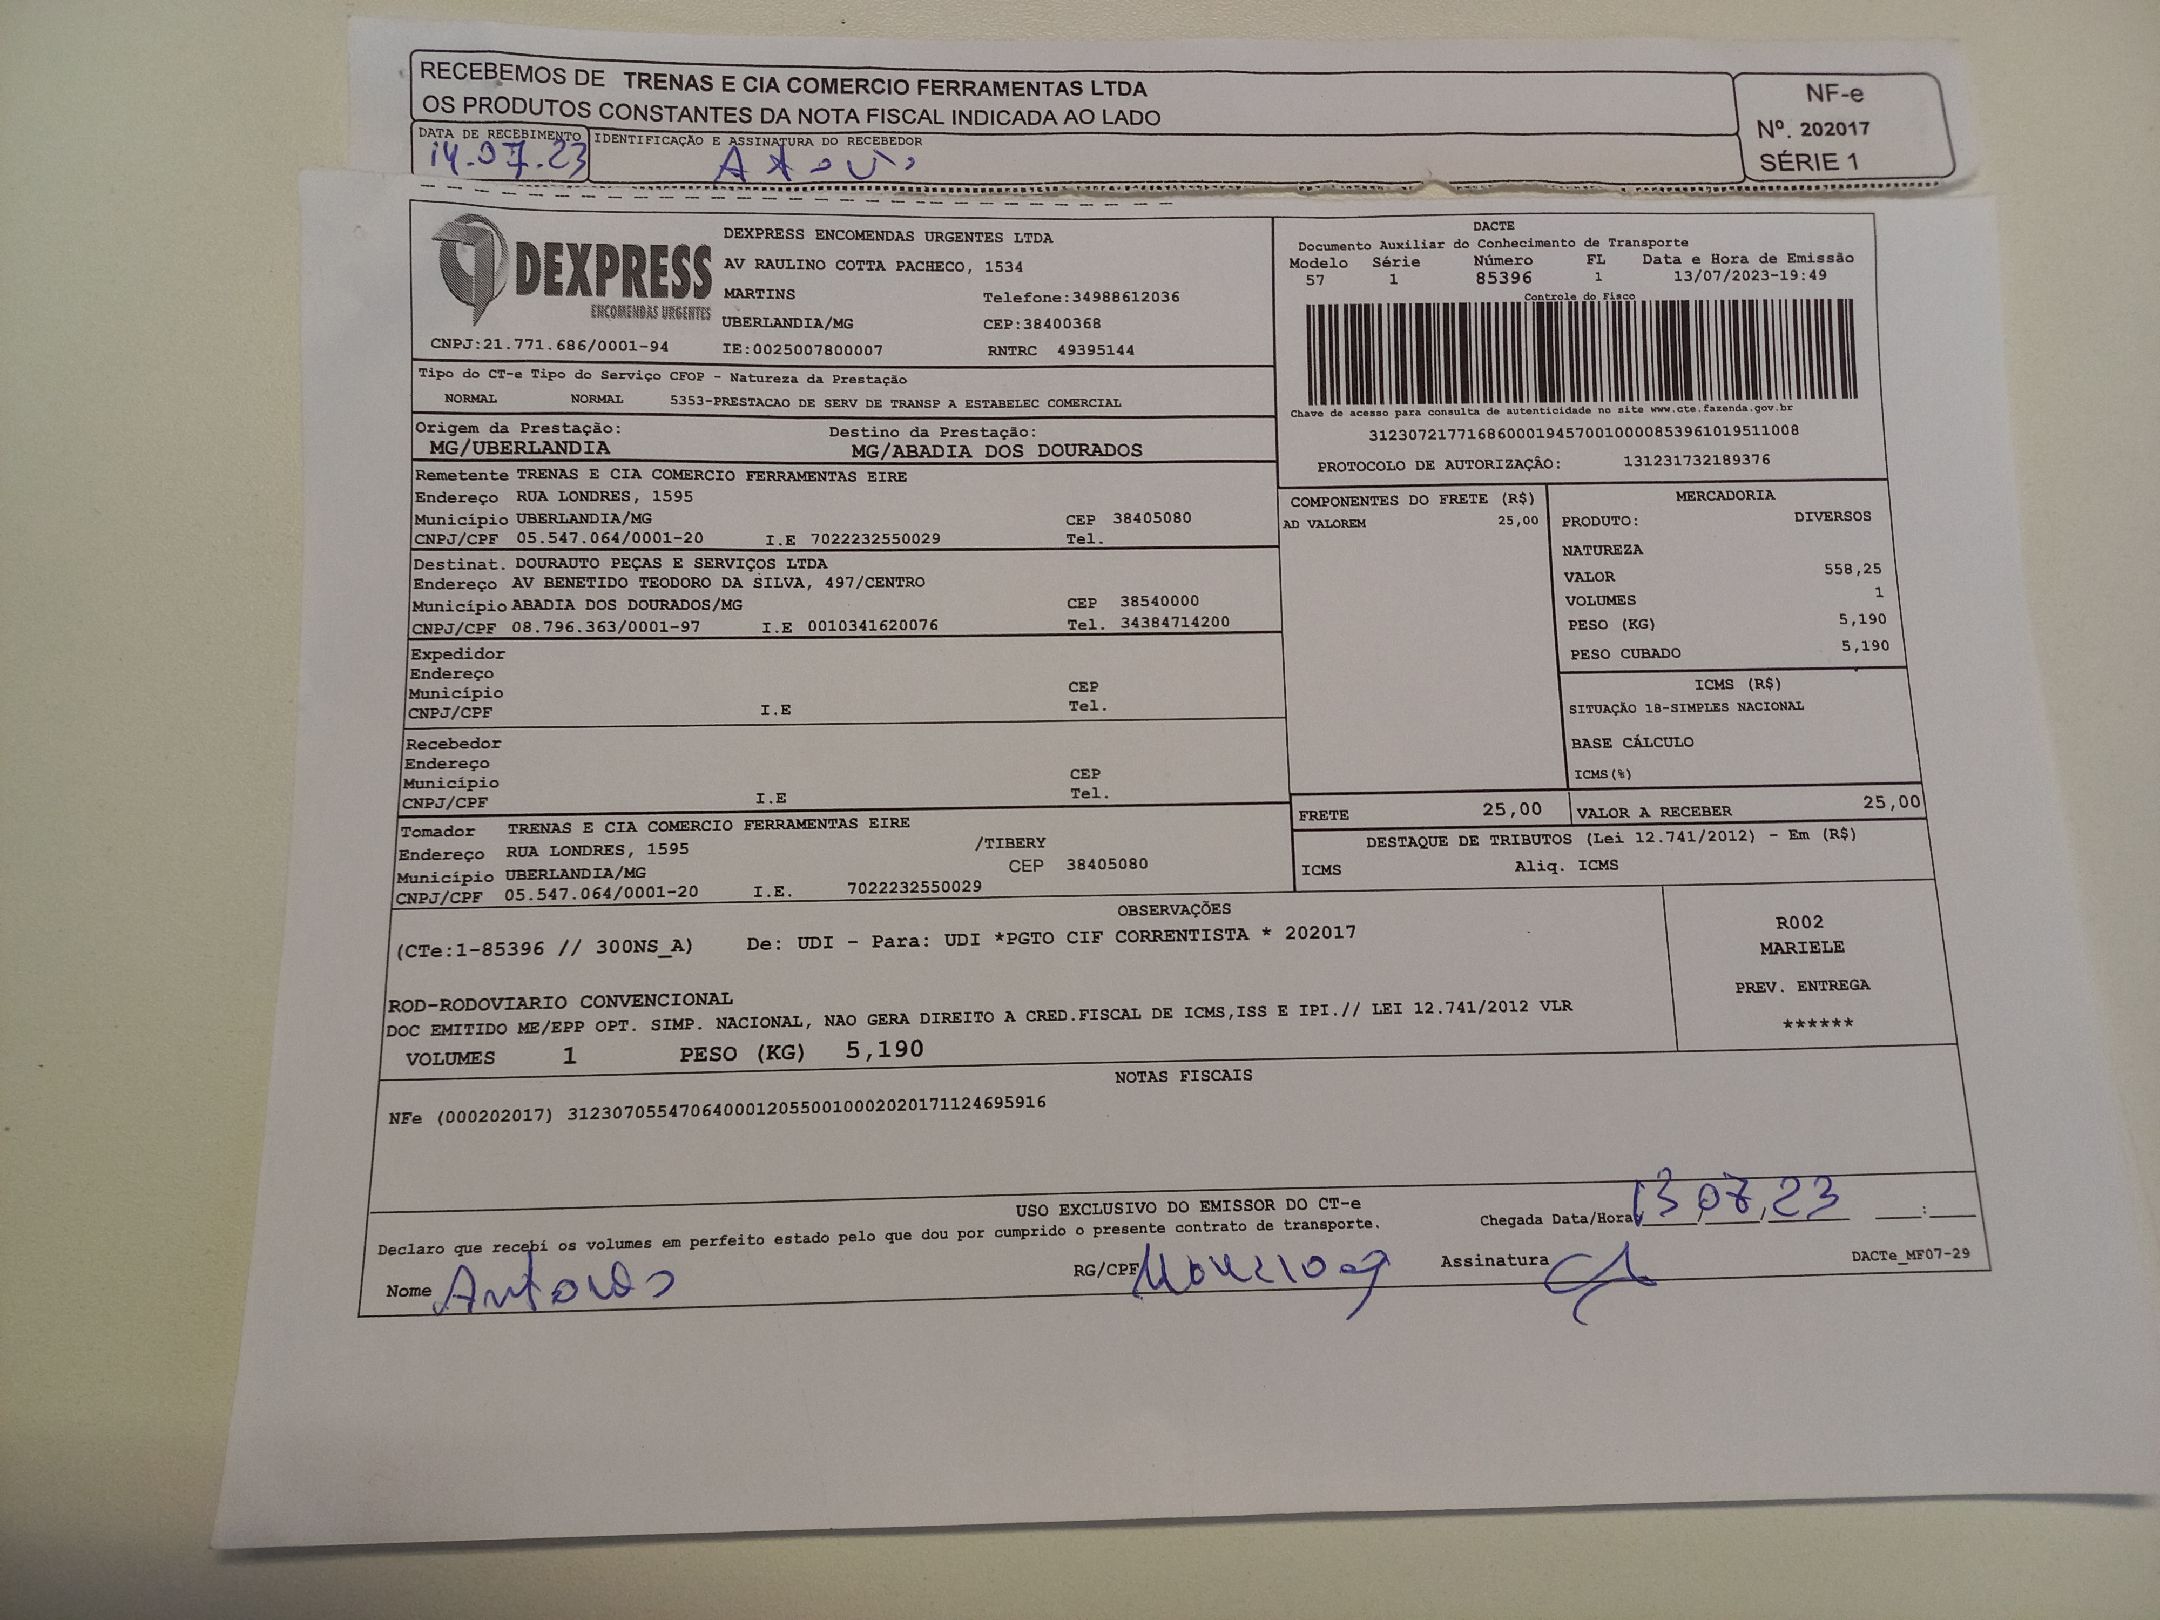 RECEBEMOS DE TRENAS E CIA COMERCIO FERRAMENTAS LTDA
OS PRODUTOS CONSTANTES DA NOTA FISCAL INDICADA AO LADO
DATA DE RECEBIMENTO IDENTIFICAÇÃO E ASSINATURA DO RECEBEDOR
14.07.23
NF-e
Nº. 202017
SÉRIE 1
DEXPRESS
ENCOMENDAS URGENTES
CNPJ:21.771.686/0001-94
DEXPRESS ENCOMENDAS URGENTES LTDA
AV RAULINO COTTA PACHECO, 1534
MARTINS Telefone:34988612036
UBERLANDIA/MG CEP:38400368
IE:0025007800007 RNTRC 49395144
DACTE
Documento Auxiliar do Conhecimento de Transporte
Modelo Série Número FL Data e Hora de Emissão
57 1 85396 1 13/07/2023-19:49
Controle do Fisco
Chave de acesso para consulta de autenticidade no site www.cte.fazenda.gov.br
31230721771686000194570010000853961019511008
PROTOCOLO DE AUTORIZAÇÃO: 131231732189376
Tipo do CT-e Tipo do Serviço CFOP - Natureza da Prestação
NORMAL NORMAL 5353-PRESTACAO DE SERV DE TRANSP A ESTABELEC COMERCIAL
Origem da Prestação: Destino da Prestação:
MG/UBERLANDIA MG/ABADIA DOS DOURADOS
Remetente TRENAS E CIA COMERCIO FERRAMENTAS EIRE
Endereço RUA LONDRES, 1595
Município UBERLANDIA/MG CEP 38405080
CNPJ/CPF 05.547.064/0001-20 I.E 7022232550029 Tel.
Destinat. DOURAUTO PEÇAS E SERVIÇOS LTDA
Endereço AV BENETIDO TEODORO DA SILVA, 497/CENTRO
Município ABADIA DOS DOURADOS/MG CEP 38540000
CNPJ/CPF 08.796.363/0001-97 I.E 0010341620076 Tel. 34384714200
Expedidor
Endereço
Município CEP
CNPJ/CPF I.E Tel.
Recebedor
Endereço
Município CEP
CNPJ/CPF I.E Tel.
Tomador TRENAS E CIA COMERCIO FERRAMENTAS EIRE
Endereço RUA LONDRES, 1595 /TIBERY
Município UBERLANDIA/MG CEP 38405080
CNPJ/CPF 05.547.064/0001-20 I.E. 7022232550029
COMPONENTES DO FRETE (R$)
AD VALOREM 25,00
MERCADORIA
PRODUTO: DIVERSOS
NATUREZA
VALOR 558,25
VOLUMES 1
PESO (KG) 5,190
PESO CUBADO 5,190
ICMS (R$)
SITUAÇÃO 18-SIMPLES NACIONAL
BASE CÁLCULO
ICMS(%)
FRETE 25,00 VALOR A RECEBER 25,00
DESTAQUE DE TRIBUTOS (Lei 12.741/2012) - Em (R$)
ICMS Aliq. ICMS
OBSERVAÇÕES
(CTe:1-85396 // 300NS_A) De: UDI - Para: UDI *PGTO CIF CORRENTISTA * 202017
ROD-RODOVIARIO CONVENCIONAL
DOC EMITIDO ME/EPP OPT. SIMP. NACIONAL, NAO GERA DIREITO A CRED.FISCAL DE ICMS,ISS E IPI.// LEI 12.741/2012 VLR
VOLUMES 1 PESO (KG) 5,190
R002
MARIELE
PREV. ENTREGA
******
NOTAS FISCAIS
NFe (000202017) 31230705547064000120550010002020171124695916
USO EXCLUSIVO DO EMISSOR DO CT-e
Declaro que recebi os volumes em perfeito estado pelo que dou por cumprido o presente contrato de transporte.
Chegada Data/Hora 13,07,23 :
Nome RG/CPF Assinatura DACTe_MF07-29